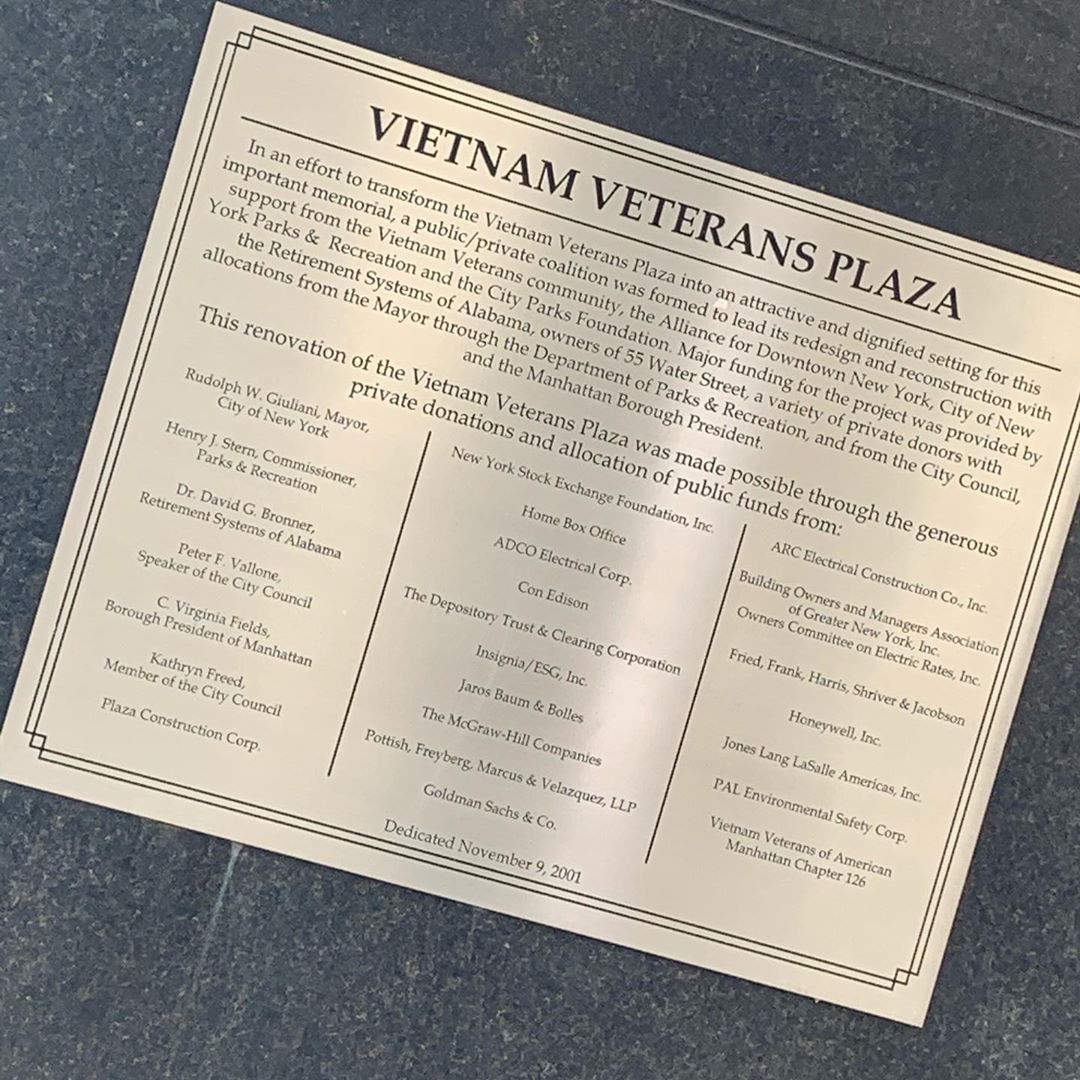 VIETNAM VETERANS PLAZA
In an effort to transform the Vietnam Veterans Plaza into an attractive and dignified setting for this
important memorial, a public/private coalition was formed to lead its redesign and reconstruction with
support from the Vietnam Veterans community, the Alliance for Downtown New York, City of New
York Parks & Recreation and the City Parks Foundation. Major funding for the project was provided by
the Retirement Systems of Alabama, owners of 55 Water Street, a variety of private donors with
allocations from the Mayor through the Department of Parks & Recreation, and from the City Council,
and the Manhattan Borough President.
This renovation of the Vietnam Veterans Plaza was made possible through the generous
private donations and allocation of public funds from:
Rudolph W. Giuliani, Mayor,
City of New York
Henry J. Stern, Commissioner,
Parks & Recreation
Dr. David G. Bronner,
Retirement Systems of Alabama
Peter F. Vallone,
Speaker of the City Council
C. Virginia Fields,
Borough President of Manhattan
Kathryn Freed,
Member of the City Council
Plaza Construction Corp.
New York Stock Exchange Foundation, Inc.
Home Box Office
ADCO Electrical Corp.
Con Edison
The Depository Trust & Clearing Corporation
Insignia/ESG, Inc.
Jaros Baum & Bolles
The McGraw-Hill Companies
Pottish, Freyberg, Marcus & Velazquez, LLP
Goldman Sachs & Co.
ARC Electrical Construction Co., Inc.
Building Owners and Managers Association
of Greater New York, Inc.
Owners Committee on Electric Rates, Inc.
Fried, Frank, Harris, Shriver & Jacobson
Honeywell, Inc.
Jones Lang LaSalle Americas, Inc.
PAL Environmental Safety Corp.
Vietnam Veterans of American
Manhattan Chapter 126
Dedicated November 9, 2001